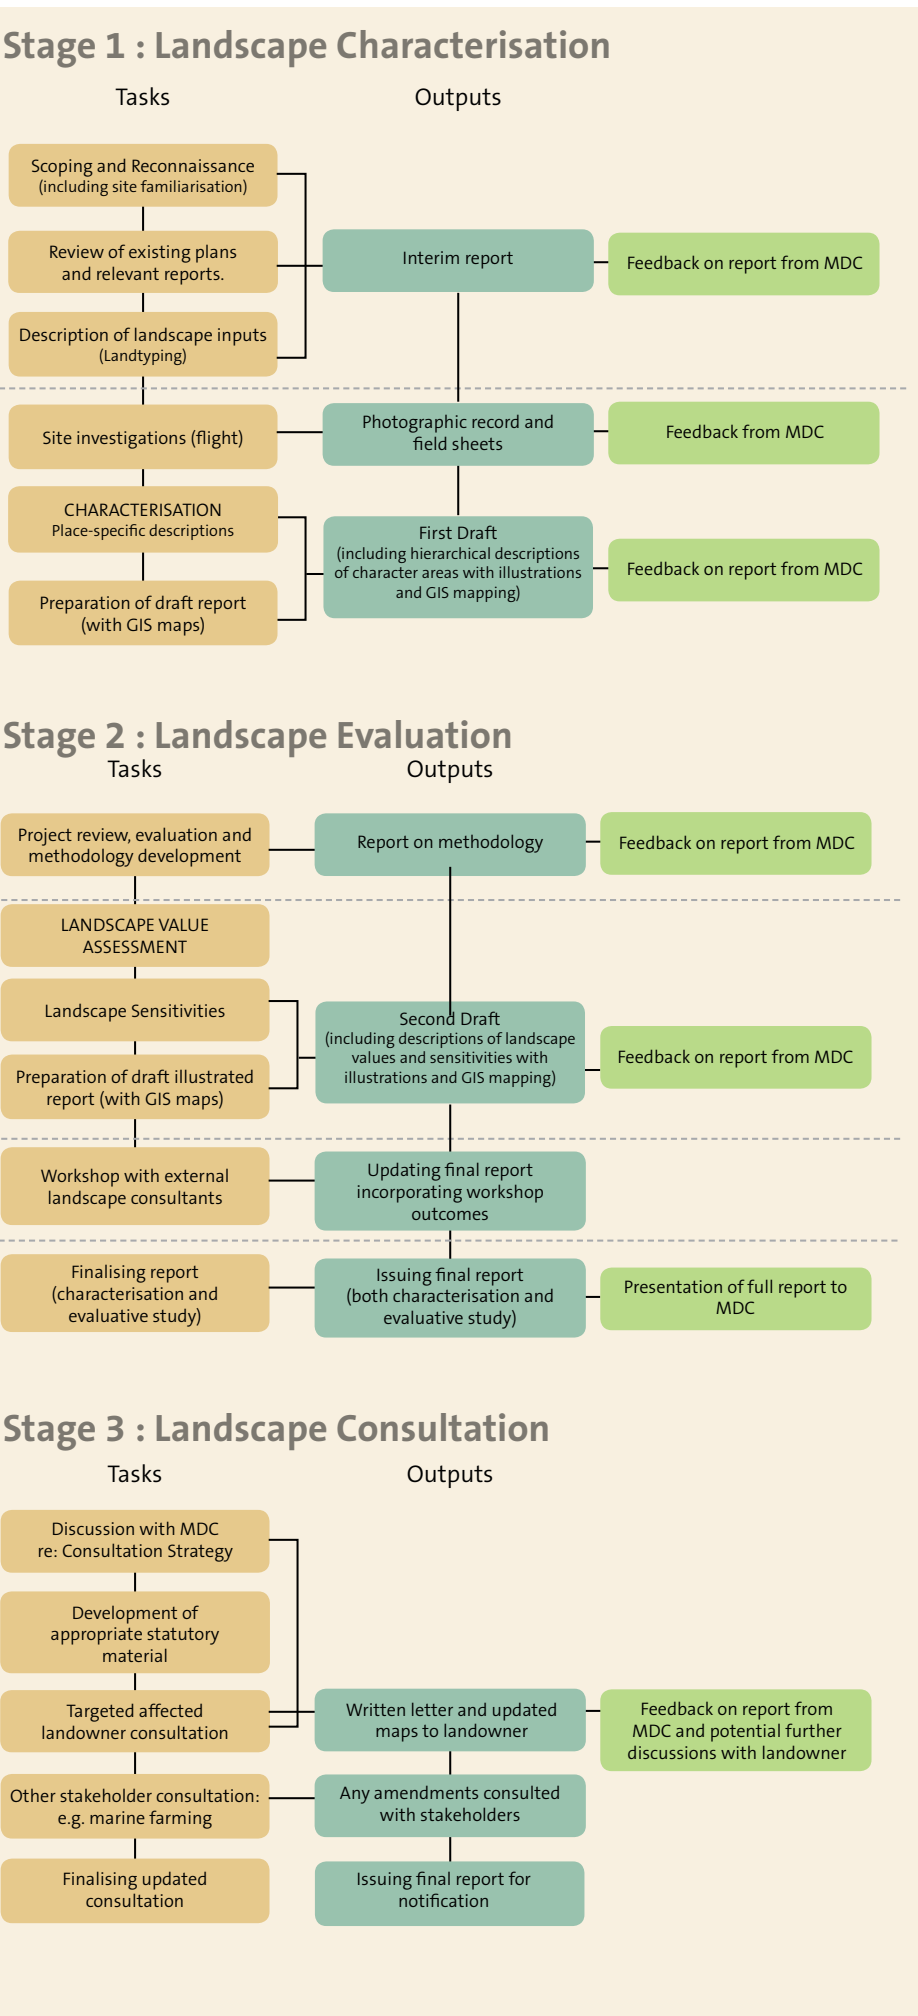 Stage 1 : Landscape Characterisation
Tasks
Outputs
Scoping and Reconnaissance
(including site familiarisation)
Review of existing plans
and relevant reports.
Interim report
Feedback on report from MDC
Description of landscape inputs
(Landtyping)
Site investigations (flight)
Photographic record and
field sheets
Feedback from MDC
CHARACTERISATION
Place-specific descriptions
First Draft
(including hierarchical descriptions
of character areas with illustrations
and GIS mapping)
Feedback on report from MDC
Preparation of draft report
(with GIS maps)
Stage 2 : Landscape Evaluation
Tasks
Outputs
Project review, evaluation and
methodology development
Report on methodology
Feedback on report from MDC
LANDSCAPE VALUE
ASSESSMENT
Landscape Sensitivities
Second Draft
(including descriptions of landscape
values and sensitivities with
illustrations and GIS mapping)
Feedback on report from MDC
Preparation of draft illustrated
report (with GIS maps)
Workshop with external
landscape consultants
Updating final report
incorporating workshop
outcomes
Finalising report
(characterisation and
evaluative study)
Issuing final report
(both characterisation and
evaluative study)
Presentation of full report to
MDC
Stage 3 : Landscape Consultation
Tasks
Outputs
Discussion with MDC
re: Consultation Strategy
Development of
appropriate statutory
material
Targeted affected
landowner consultation
Written letter and updated
maps to landowner
Feedback on report from
MDC and potential further
discussions with landowner
Other stakeholder consultation:
e.g. marine farming
Any amendments consulted
with stakeholders
Finalising updated
consultation
Issuing final report for
notification